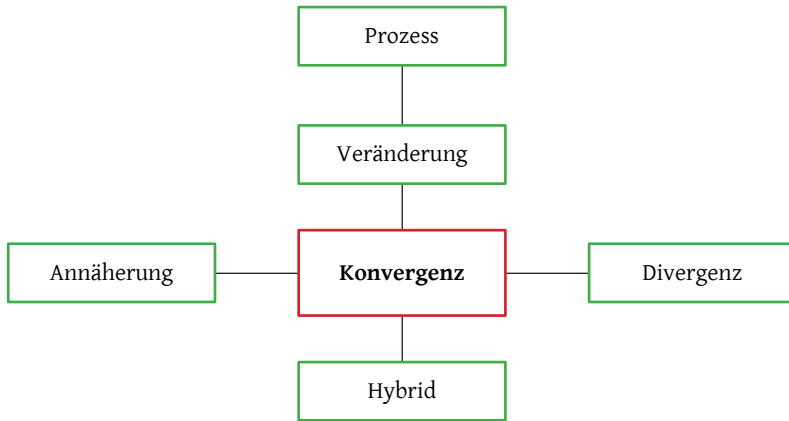 Prozess
Veränderung
Annäherung
Konvergenz
Divergenz
Hybrid